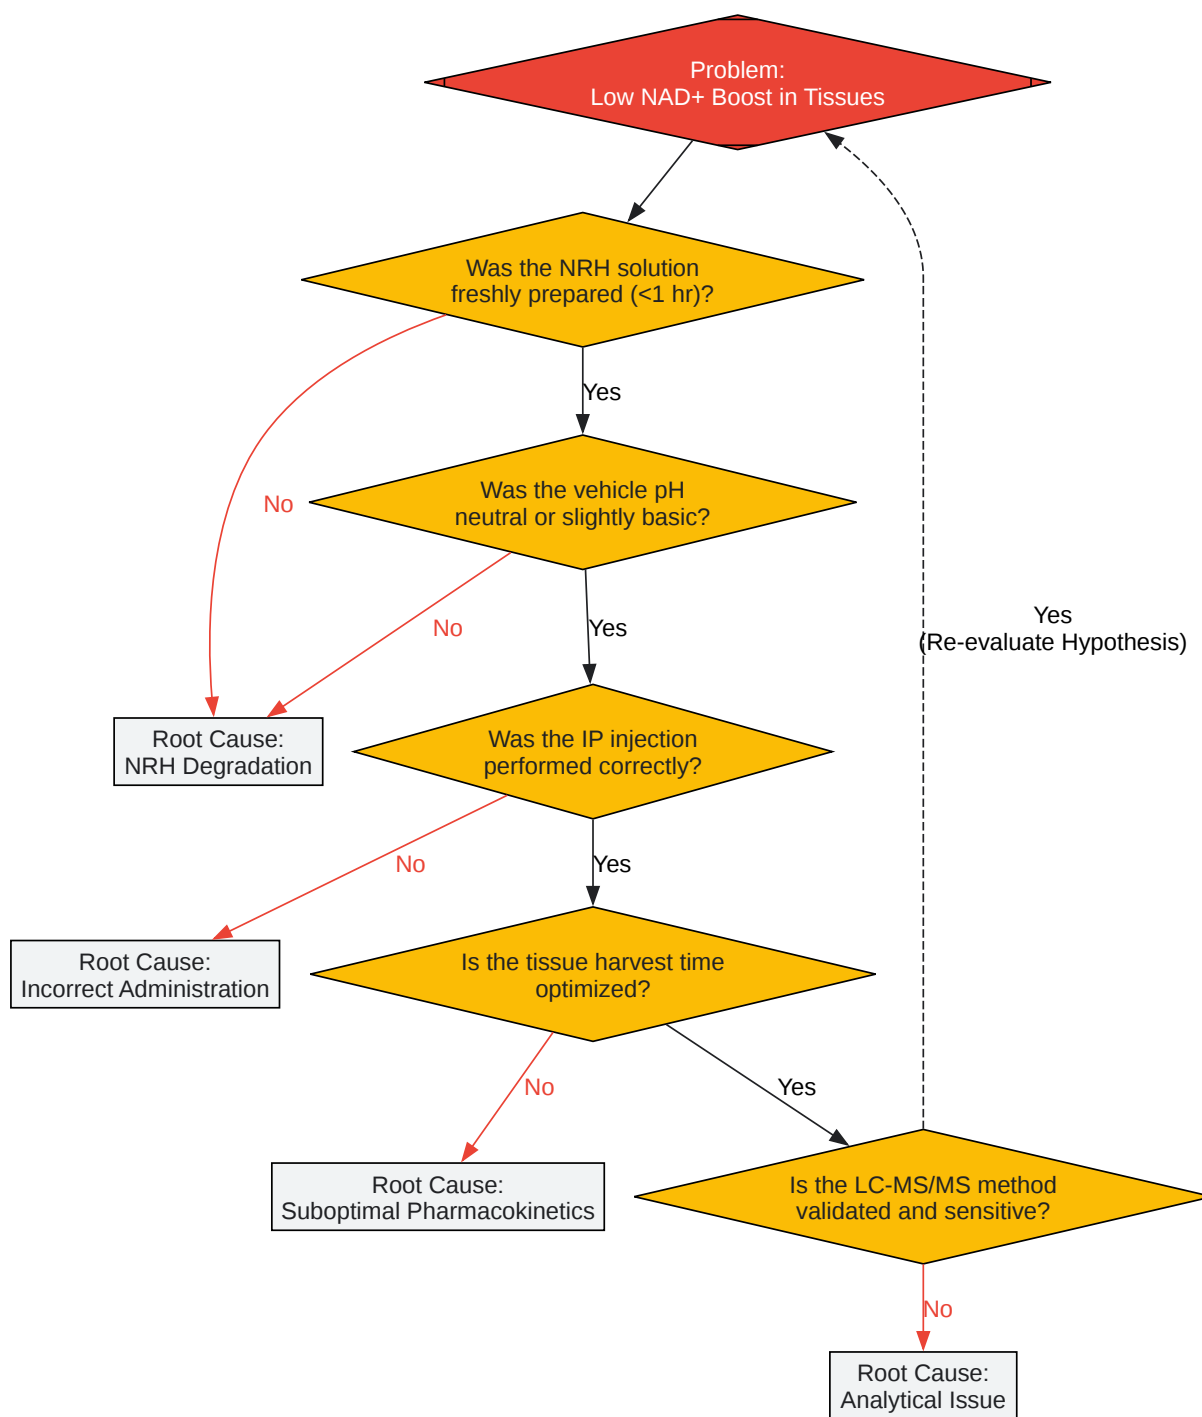 Problem:
Low NAD+ Boost in Tissues
Was the NRH solution
freshly prepared (<1 hr)?
Yes
No
Was the vehicle pH
neutral or slightly basic?
Yes
(Re-evaluate Hypothesis)
No
Yes
Root Cause:
NRH Degradation
Was the IP injection
performed correctly?
No
Yes
Root Cause:
Incorrect Administration
Is the tissue harvest time
optimized?
No
Yes
Root Cause:
Suboptimal Pharmacokinetics
Is the LC-MS/MS method
validated and sensitive?
No
Root Cause:
Analytical Issue